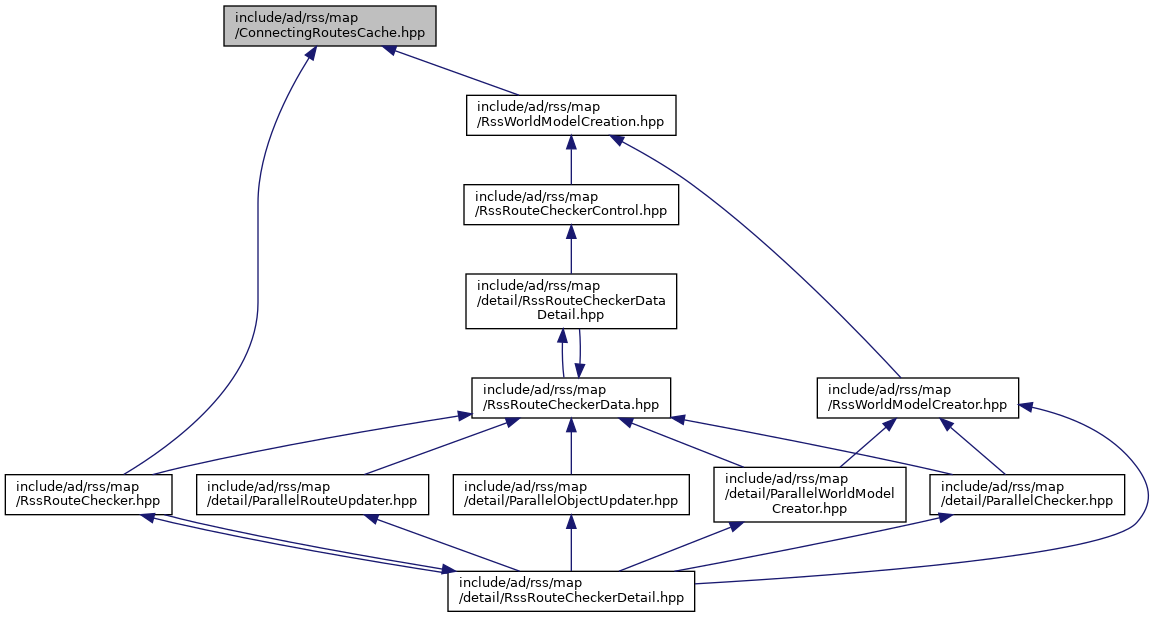 include/ad/rss/map
/ConnectingRoutesCache.hpp
include/ad/rss/map
/RssWorldModelCreation.hpp
include/ad/rss/map
/RssRouteCheckerControl.hpp
include/ad/rss/map
/detail/RssRouteCheckerData
Detail.hpp
include/ad/rss/map
/RssRouteCheckerData.hpp
include/ad/rss/map
/RssWorldModelCreator.hpp
include/ad/rss/map
/RssRouteChecker.hpp
include/ad/rss/map
/detail/ParallelRouteUpdater.hpp
include/ad/rss/map
/detail/ParallelObjectUpdater.hpp
include/ad/rss/map
/detail/ParallelWorldModel
Creator.hpp
include/ad/rss/map
/detail/ParallelChecker.hpp
include/ad/rss/map
/detail/RssRouteCheckerDetail.hpp